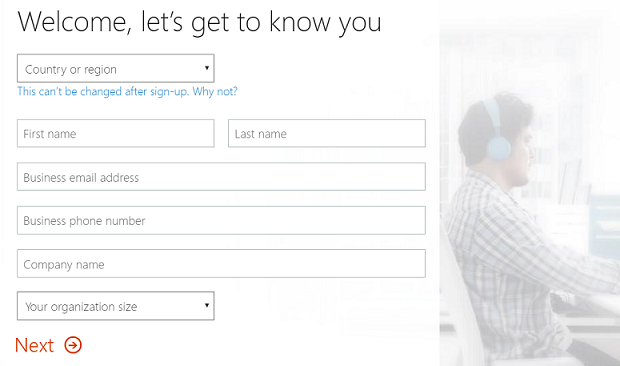 Welcome, let's get to know you
Country or region
This can't be changed after sign-up. Why not?
First name
Last name
Business email address
Business phone number
Company name
Your organization size
Next